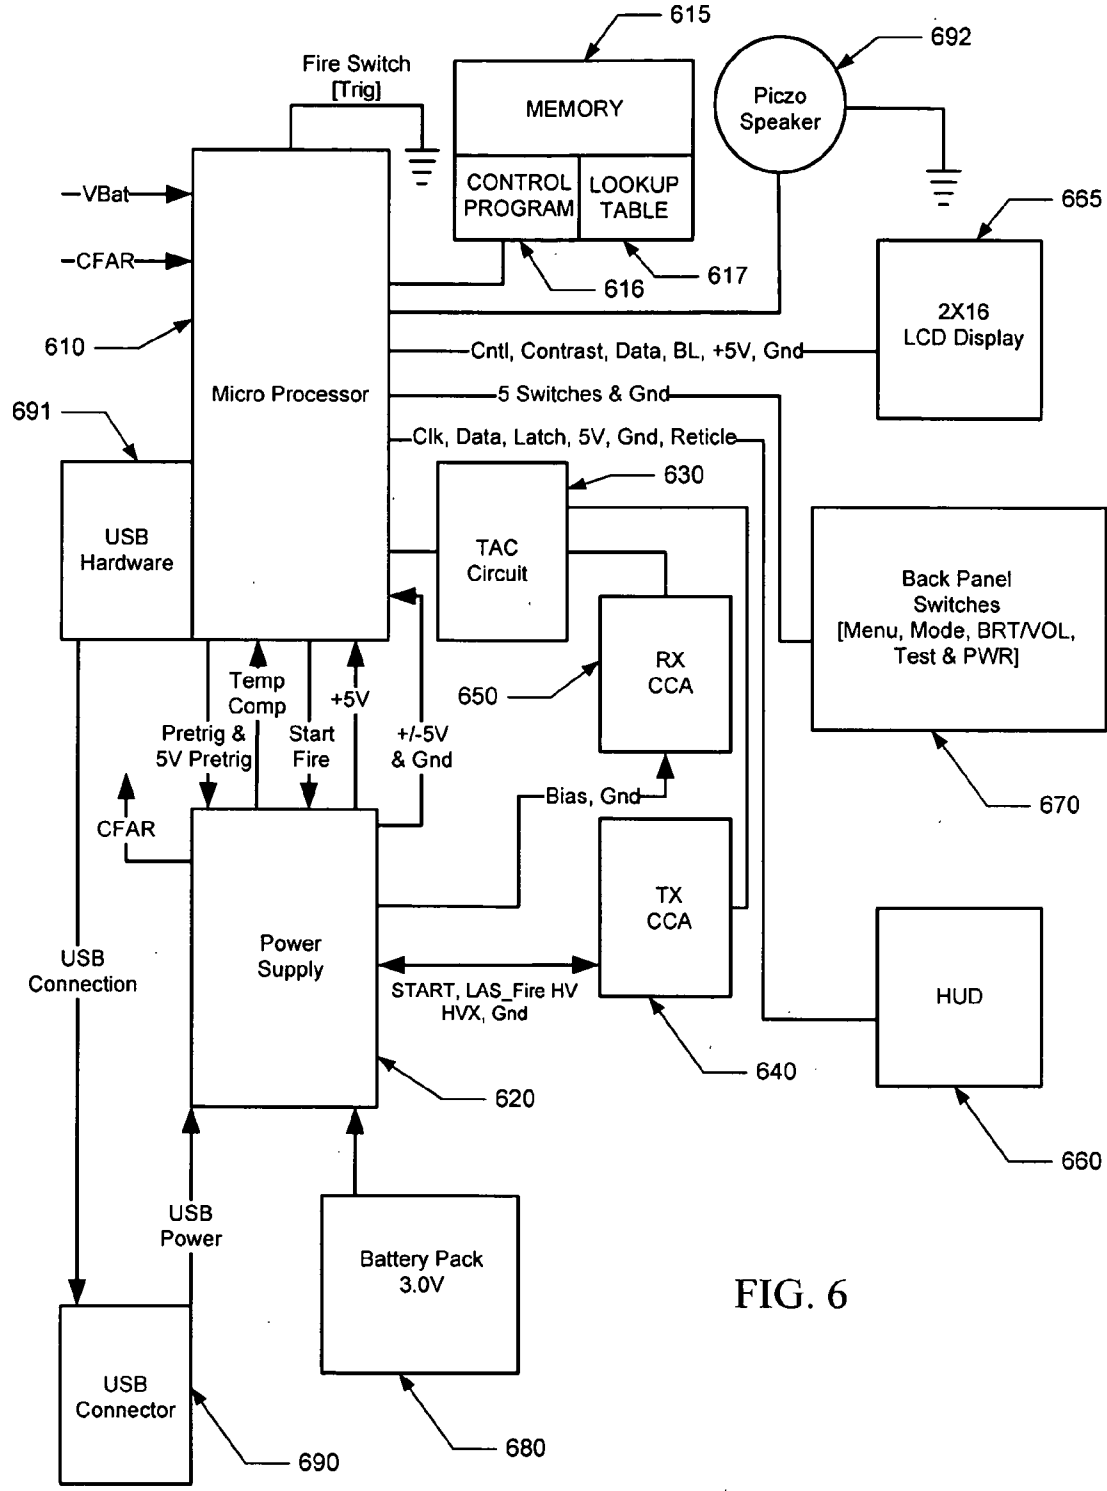 615
692
Fire Switch
[Trig]
MEMORY
Piczo
Speaker
CONTROL
PROGRAM
LOOKUP
TABLE
VBat
665
CFAR
616
617
610
2X16
LCD Display
Cntl, Contrast, Data, BL, +5V, Gnd
Micro Processor
5 Switches & Gnd
691
Clk, Data, Latch, 5V, Gnd, Reticle
630
USB
Hardware
TAC
Circuit
Back Panel
Switches
[Menu, Mode, BRT/VOL,
Test & PWR]
RX
CCA
650
Temp
Comp
+5V
Pretrig &
5V Pretrig
Start
Fire
+/-5V
& Gnd
Bias, Gnd
670
CFAR
TX
CCA
Power
Supply
USB
Connection
START, LAS_Fire HV
HVX, Gnd
HUD
640
620
660
USB
Power
Battery Pack
3.0V
FIG. 6
USB
Connector
680
690